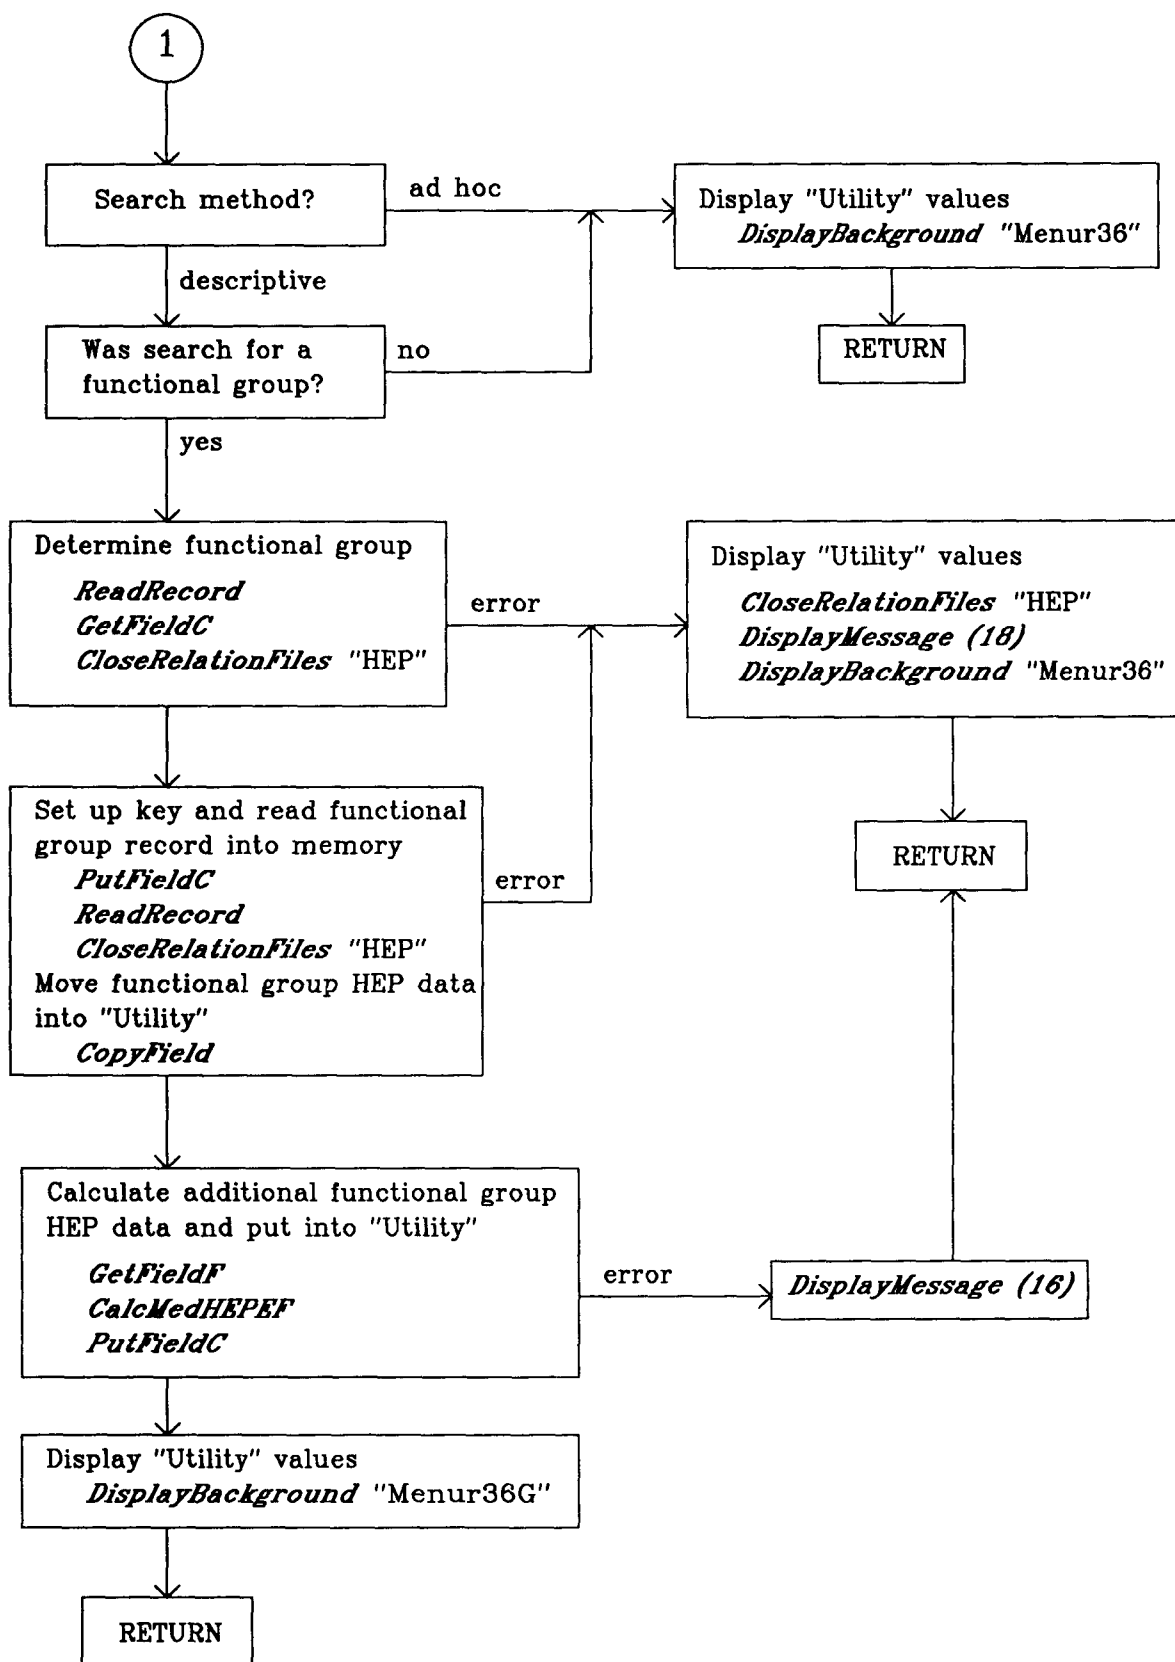 1
Search method?
ad hoc
Display "Utility" values
DisplayBackground "Menur36"
RETURN
descriptive
Was search for a
functional group?
no
yes
Determine functional group
ReadRecord
GetFieldC
CloseRelationFiles "HEP"
error
Display "Utility" values
CloseRelationFiles "HEP"
DisplayMessage (18)
DisplayBackground "Menur36"
RETURN
Set up key and read functional
group record into memory
PutFieldC
ReadRecord
CloseRelationFiles "HEP"
Move functional group HEP data
into "Utility"
CopyField
error
Calculate additional functional group
HEP data and put into "Utility"
GetFieldF
CalcMedHEPEF
PutFieldC
error
DisplayMessage (16)
Display "Utility" values
DisplayBackground "Menur36G"
RETURN